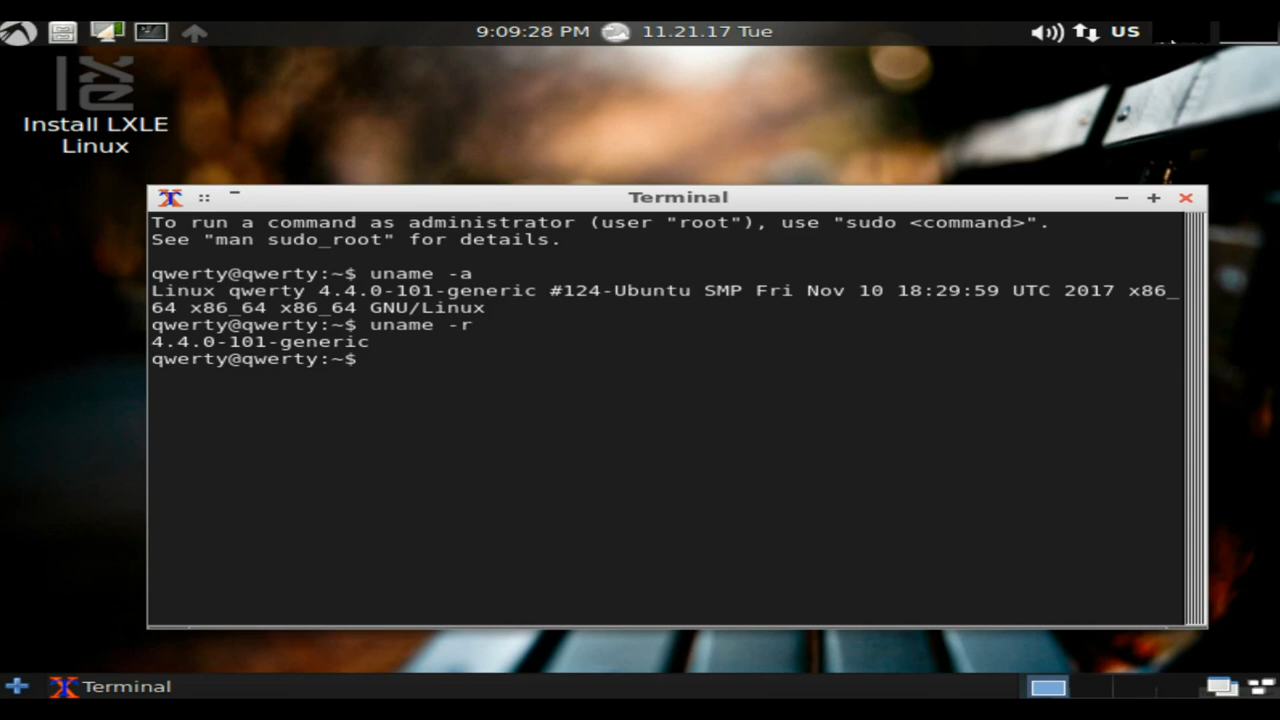 9:09:28 PM 11.21.17 Tue US
Install LXLE
Linux
Terminal
To run a command as administrator (user "root"), use "sudo <command>".
See "man sudo_root" for details.
qwerty@qwerty:~$ uname -a
Linux qwerty 4.4.0-101-generic #124-Ubuntu SMP Fri Nov 10 18:29:59 UTC 2017 x86_
64 x86_64 x86_64 GNU/Linux
qwerty@qwerty:~$ uname -r
4.4.0-101-generic
qwerty@qwerty:~$
Terminal